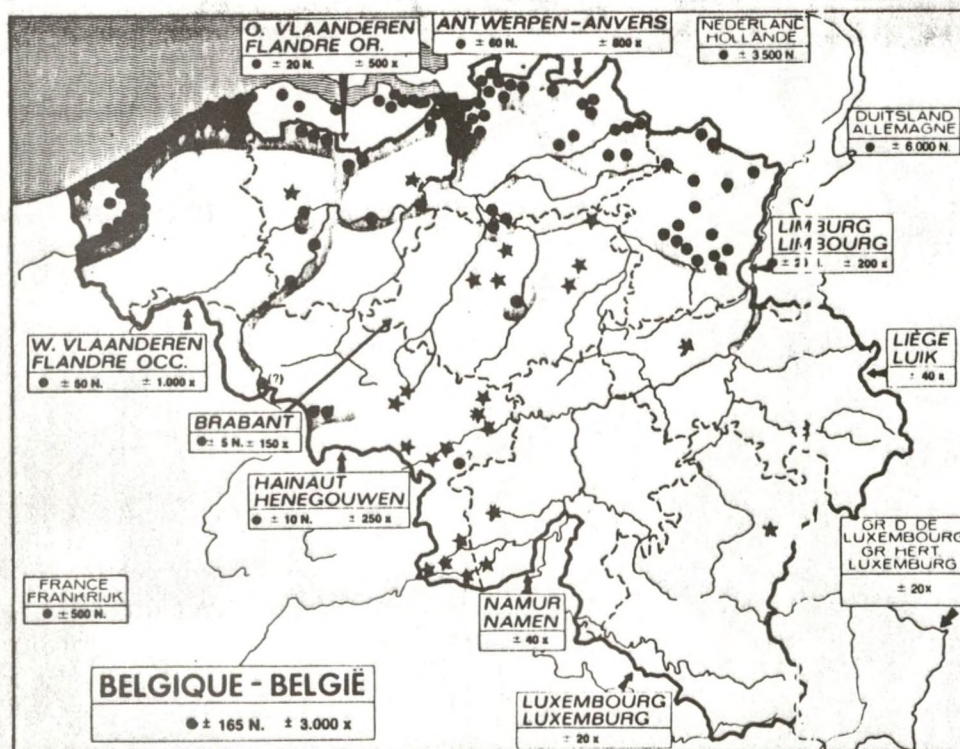 O. VLAANDEREN
FLANDRE OR.
● ± 20 N. ± 500 x
ANTWERPEN-ANVERS
● ± 60 N. ± 800 x
NEDERLAND
HOLLANDE
● ± 3 500 N.
DUITSLAND
ALLEMAGNE
● ± 6 000 N.
LIMBURG
LIMBOURG
N. ± 200 x
W. VLAANDEREN
FLANDRE OCC.
● ± 60 N. ± 1.000 x
(?)
LIÈGE
LUIK
± 40 x
BRABANT
● ± 5 N. ± 150 x
HAINAUT
HENEGOUWEN
● ± 10 N. ± 250 x
GR D. DE
LUXEMBOURG
GR HERT.
LUXEMBURG
± 20x
FRANCE
FRANKRIJK
● ± 500 N.
NAMUR
NAMEN
± 40 x
BELGIQUE - BELGIË
● ± 165 N. ± 3.000 x
LUXEMBOURG
LUXEMBURG
± 20 x